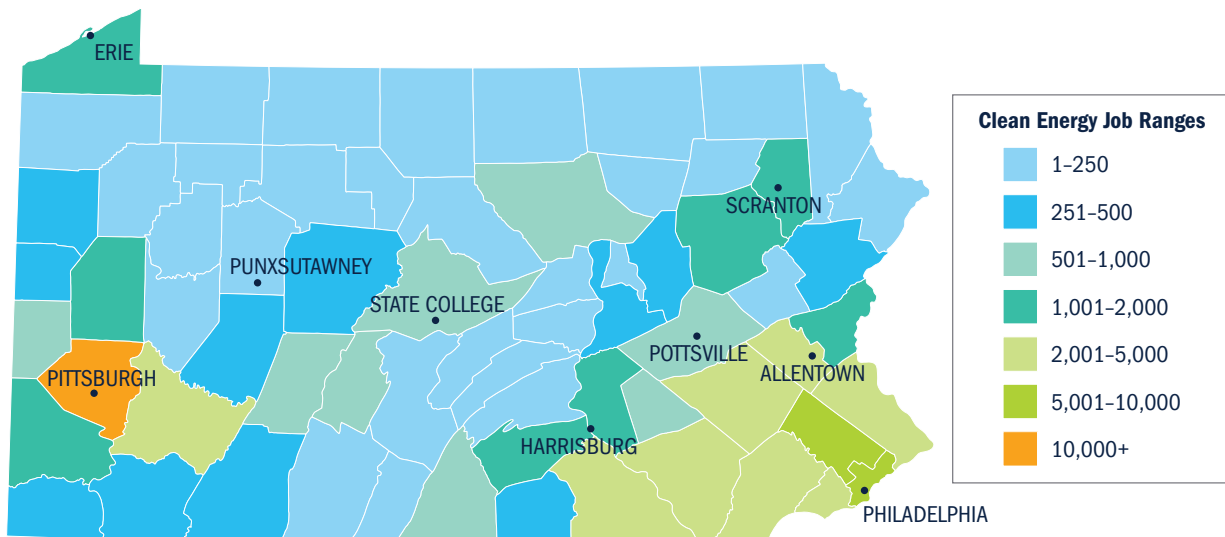 ERIE
SCRANTON
PUNXSUTAWNEY
STATE COLLEGE
POTTSVILLE
ALLENTOWN
PITTSBURGH
HARRISBURG
PHILADELPHIA
Clean Energy Job Ranges
1–250
251–500
501–1,000
1,001–2,000
2,001–5,000
5,001–10,000
10,000+